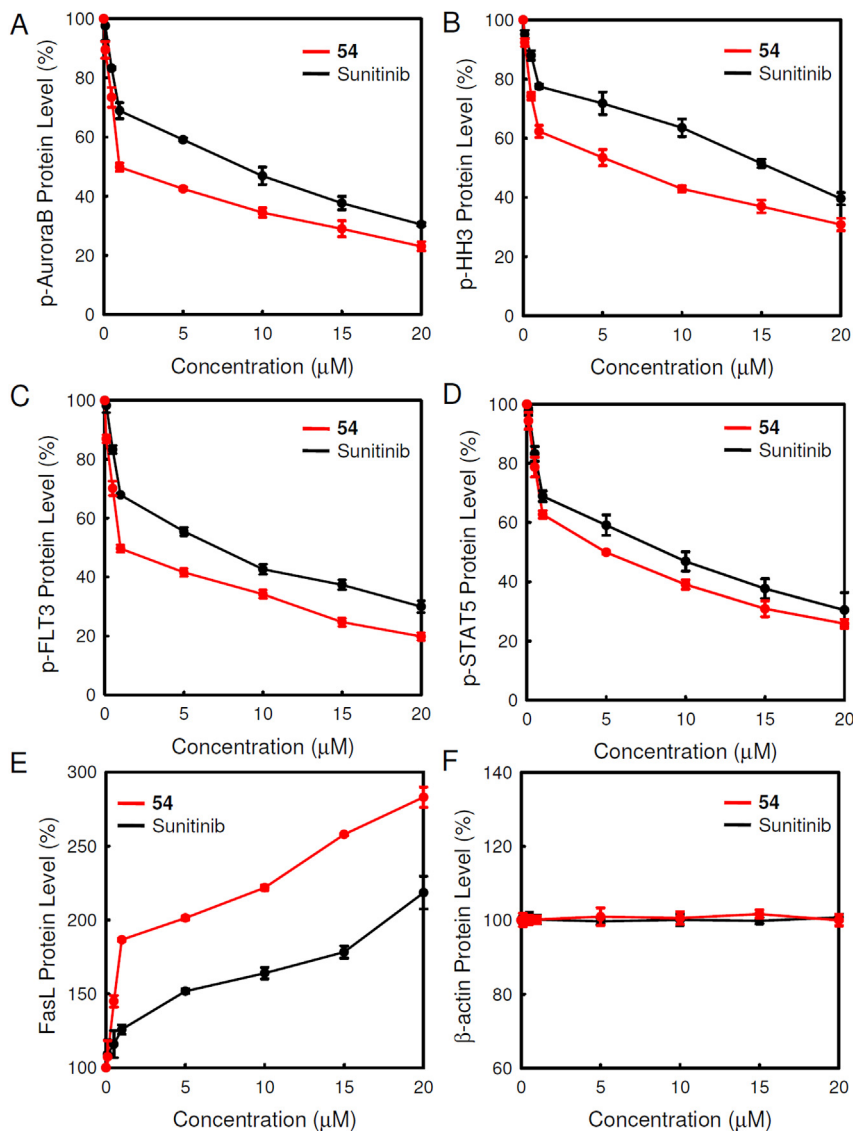 A
p-AuroraB Protein Level (%)
100
80
60
40
20
0
54
Sunitinib
0 5 10 15 20
Concentration (μM)
B
p-HH3 Protein Level (%)
100
80
60
40
20
0
54
Sunitinib
0 5 10 15 20
Concentration (μM)
C
p-FLT3 Protein Level (%)
100
80
60
40
20
0
54
Sunitinib
0 5 10 15 20
Concentration (μM)
D
p-STAT5 Protein Level (%)
100
80
60
40
20
0
54
Sunitinib
0 5 10 15 20
Concentration (μM)
E
FasL Protein Level (%)
300
250
200
150
100
54
Sunitinib
0 5 10 15 20
Concentration (μM)
F
β-actin Protein Level (%)
140
120
100
80
60
54
Sunitinib
0 5 10 15 20
Concentration (μM)